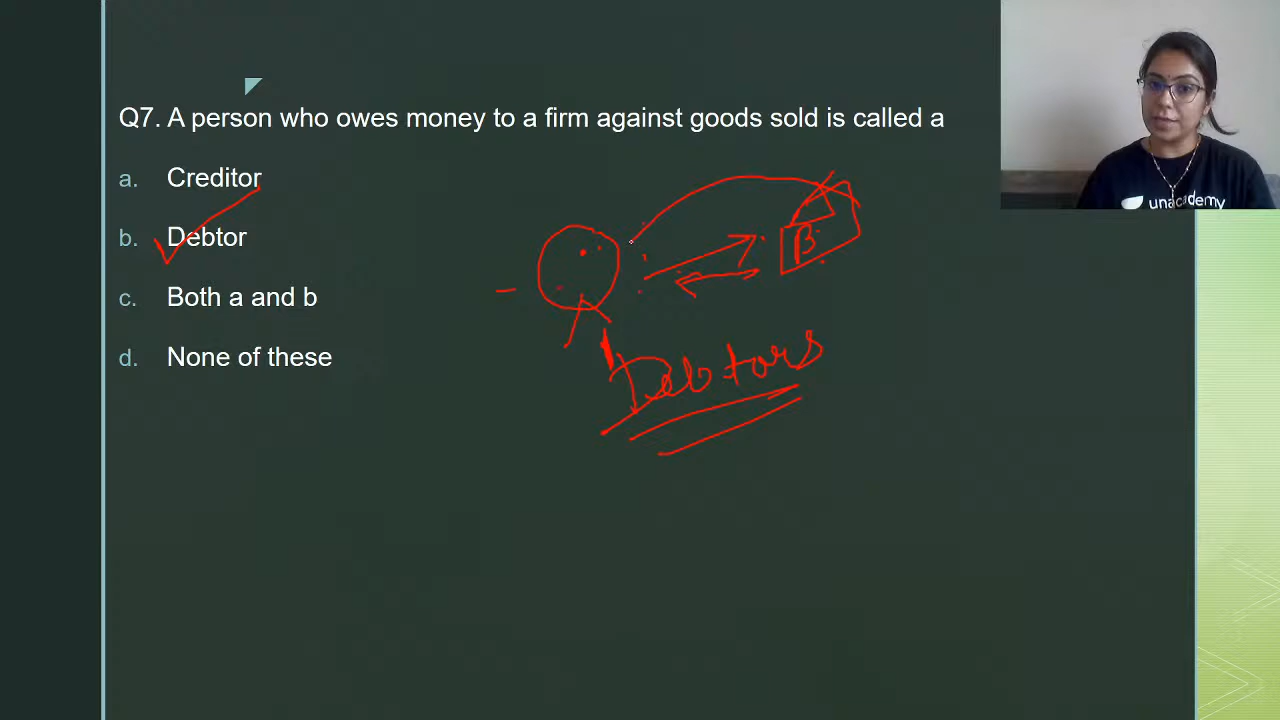 Q7. A person who owes money to a firm against goods sold is called a
a. Creditor
b. Debtor
c. Both a and b
d. None of these
B
Debtors
unacademy